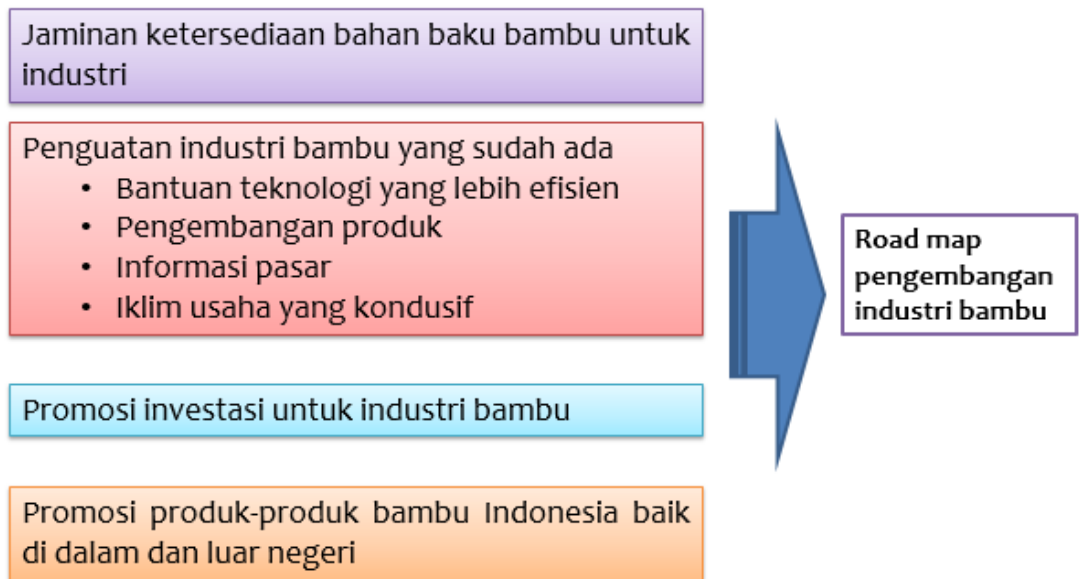 Jaminan ketersediaan bahan baku bambu untuk
industri
Penguatan industri bambu yang sudah ada
• Bantuan teknologi yang lebih efisien
• Pengembangan produk
• Informasi pasar
• Iklim usaha yang kondusif
Promosi investasi untuk industri bambu
Promosi produk-produk bambu Indonesia baik
di dalam dan luar negeri
Road map
pengembangan
industri bambu